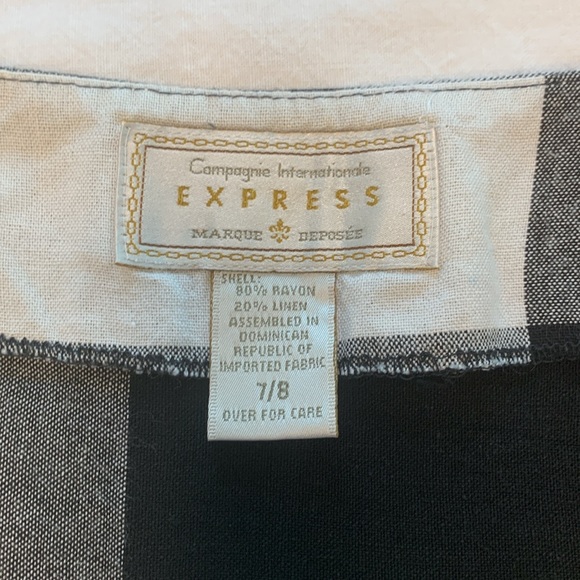 Compagnie Internationale
EXPRESS
MARQUE DEPOSÉE
SHELL:
80% RAYON
20% LINEN
ASSEMBLED IN
DOMINICAN
REPUBLIC OF
IMPORTED FABRIC
7/8
OVER FOR CARE